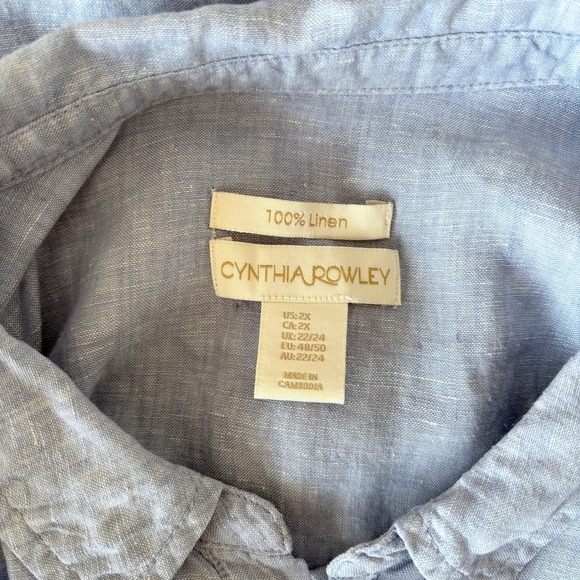 100% Linen
CYNTHIA ROWLEY
US: 2X
CA: 2X
UK: 22/24
EU: 48/50
AU: 22/24
MADE IN
CAMBODIA